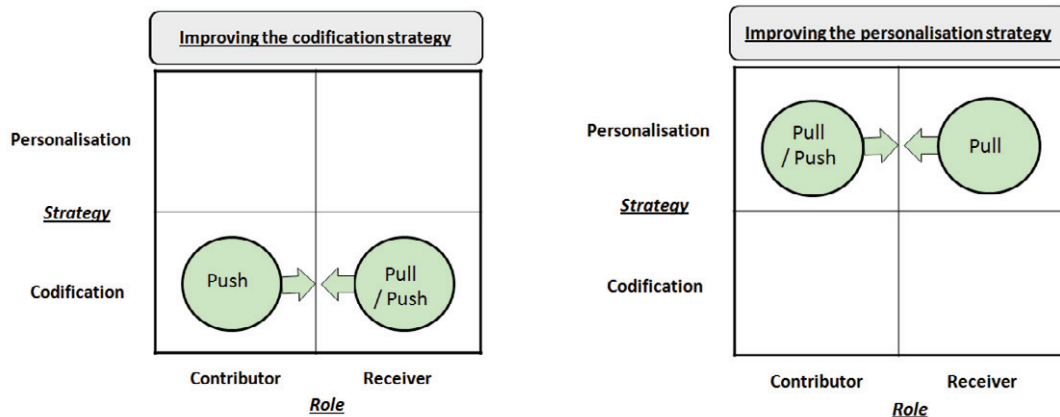 Improving the codification strategy
Personalisation
Strategy
Codification
Push
Pull
/ Push
Contributor
Receiver
Role
Improving the personalisation strategy
Personalisation
Pull
/ Push
Pull
Strategy
Codification
Contributor
Receiver
Role